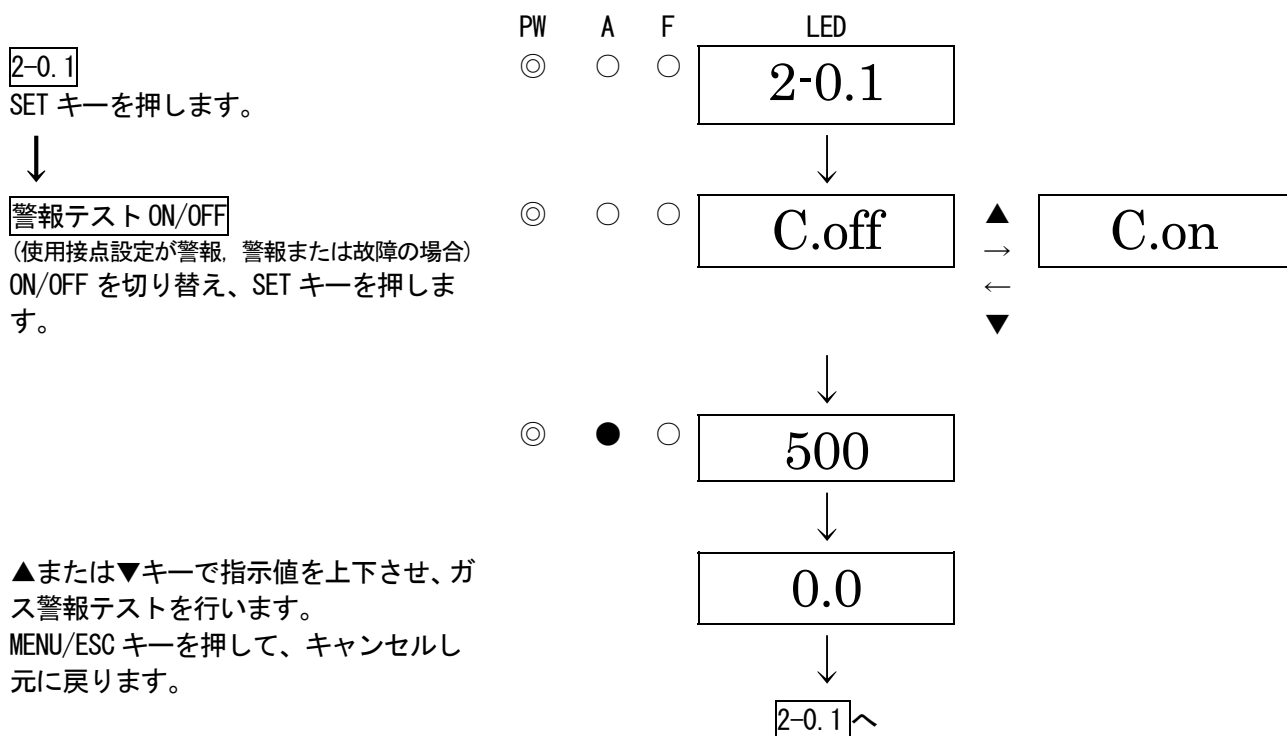 PW A F LED
2-0.1 ◎ ○ ○ 2-0.1
SET キーを押します。
↓ ↓
警報テスト ON/OFF ◎ ○ ○ C.off ▲ C.on
(使用接点設定が警報, 警報または故障の場合) →
ON/OFF を切り替え、SET キーを押しま ←
す。 ▼
↓
◎ ● ○ 500
↓
▲または▼キーで指示値を上下させ、ガ 0.0
ス警報テストを行います。
MENU/ESC キーを押して、キャンセルし ↓
元に戻ります。
2-0.1 へ